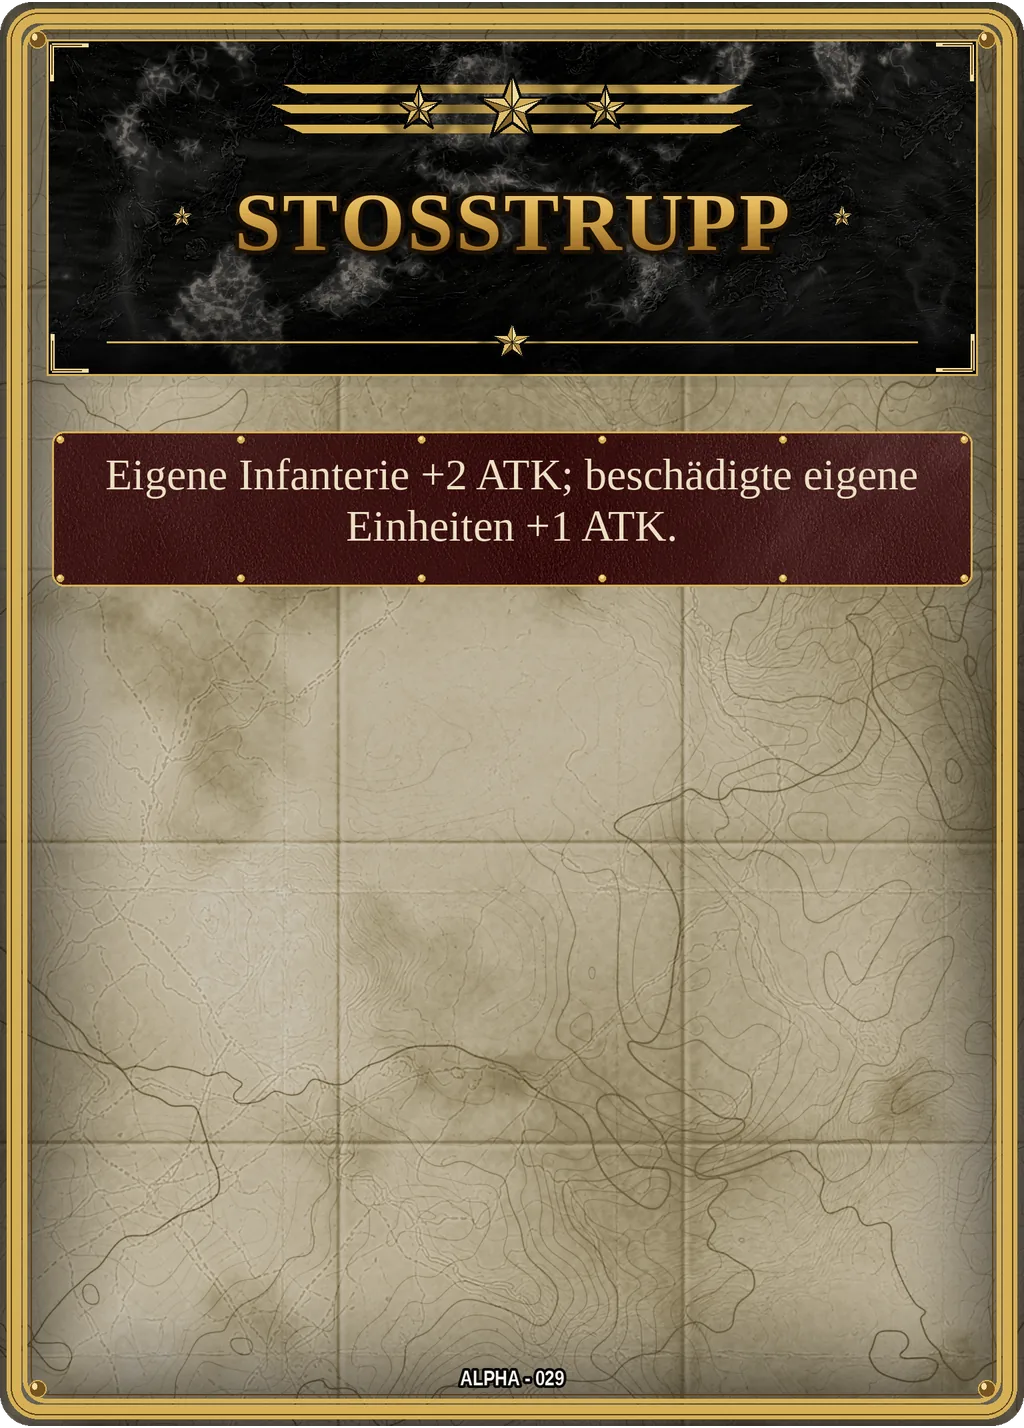 STOSSTRUPP
Eigene Infanterie +2 ATK; beschädigte eigene
Einheiten +1 ATK.
ALPHA - 029